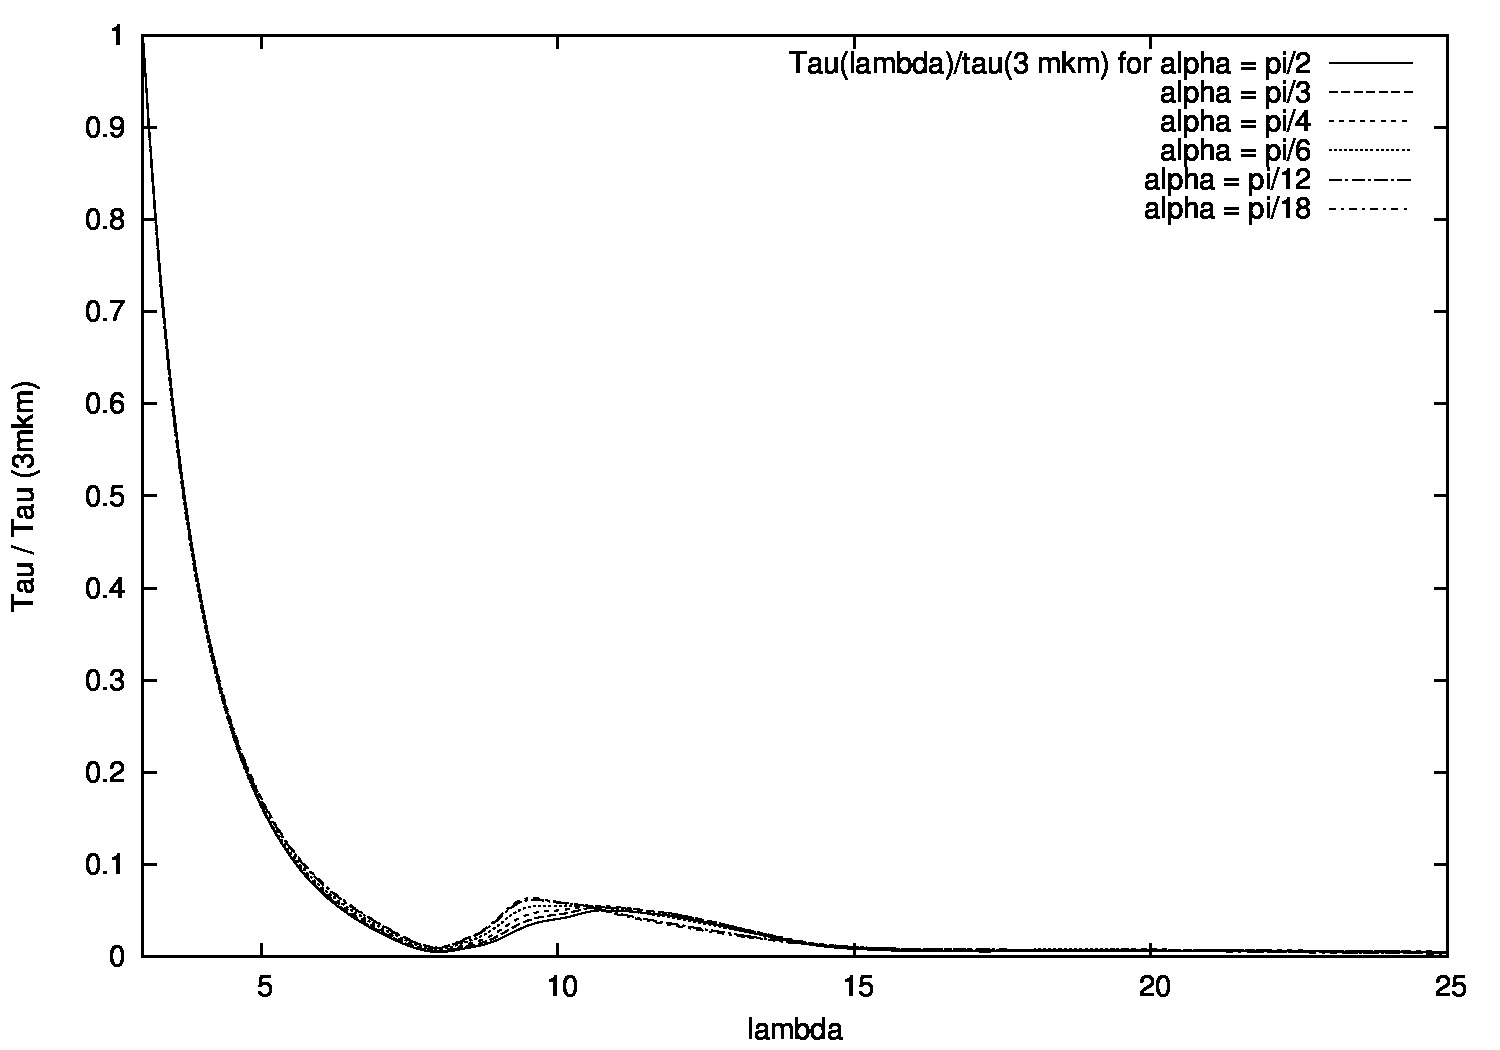 Tau(lambda)/tau(3 mkm) for alpha = pi/2
alpha = pi/3
alpha = pi/4
alpha = pi/6
alpha = pi/12
alpha = pi/18
1
0.9
0.8
0.7
0.6
0.5
0.4
0.3
0.2
0.1
0
Tau / Tau (3mkm)
5
10
15
20
25
lambda